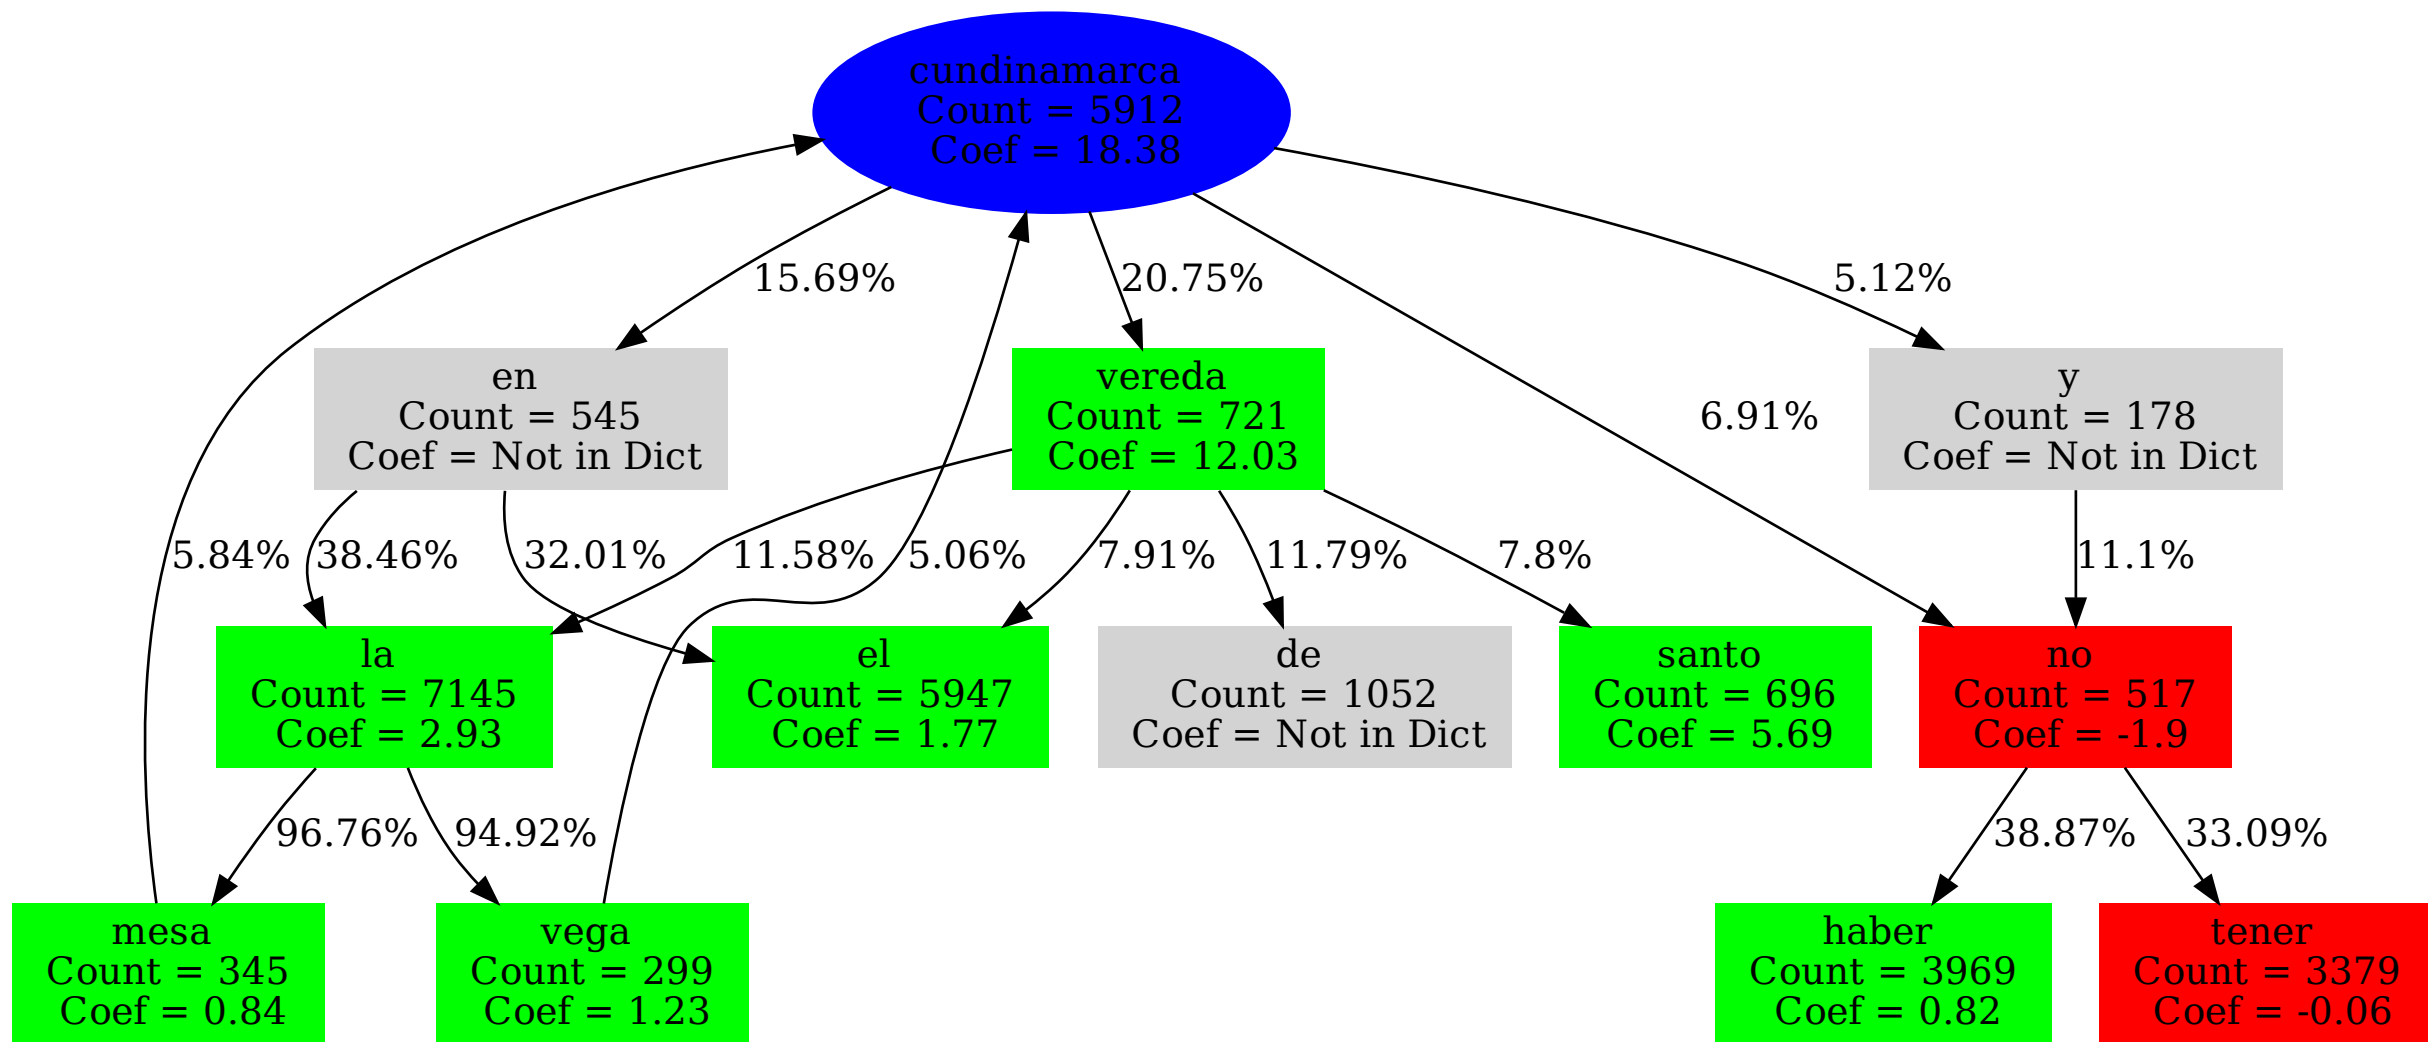 cundinamarca
Count = 5912
Coef = 18.38
15.69%
20.75%
5.12%
en
Count = 545
Coef = Not in Dict
vereda
Count = 721
Coef = 12.03
6.91%
y
Count = 178
Coef = Not in Dict
5.84%
38.46%
32.01%
11.58%
5.06%
7.91%
11.79%
7.8%
11.1%
la
Count = 7145
Coef = 2.93
el
Count = 5947
Coef = 1.77
de
Count = 1052
Coef = Not in Dict
santo
Count = 696
Coef = 5.69
no
Count = 517
Coef = -1.9
96.76%
94.92%
38.87%
33.09%
mesa
Count = 345
Coef = 0.84
vega
Count = 299
Coef = 1.23
haber
Count = 3969
Coef = 0.82
tener
Count = 3379
Coef = -0.06